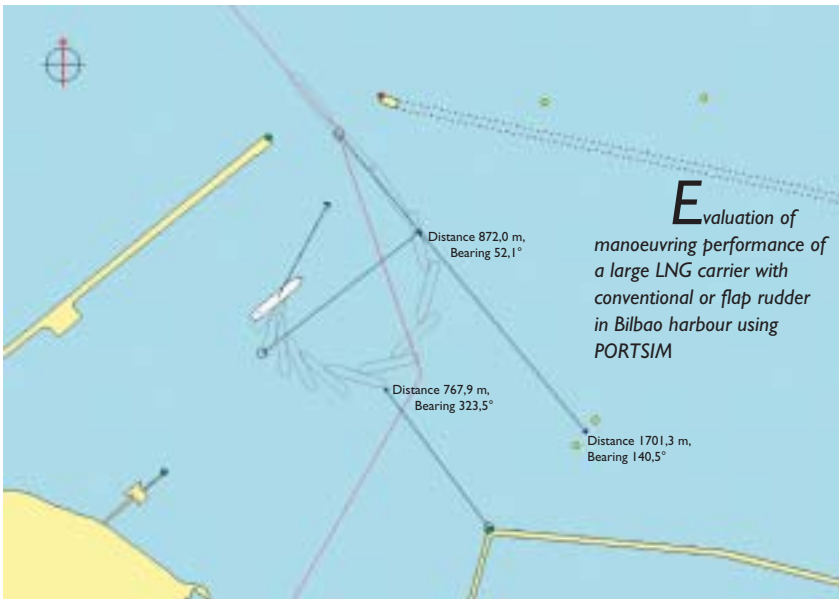 Evaluation of
manoeuvring performance of
a large LNG carrier with
conventional or flap rudder
in Bilbao harbour using
PORTSIM
Distance 872,0 m,
Bearing 52,1°
Distance 767,9 m,
Bearing 323,5°
Distance 1701,3 m,
Bearing 140,5°